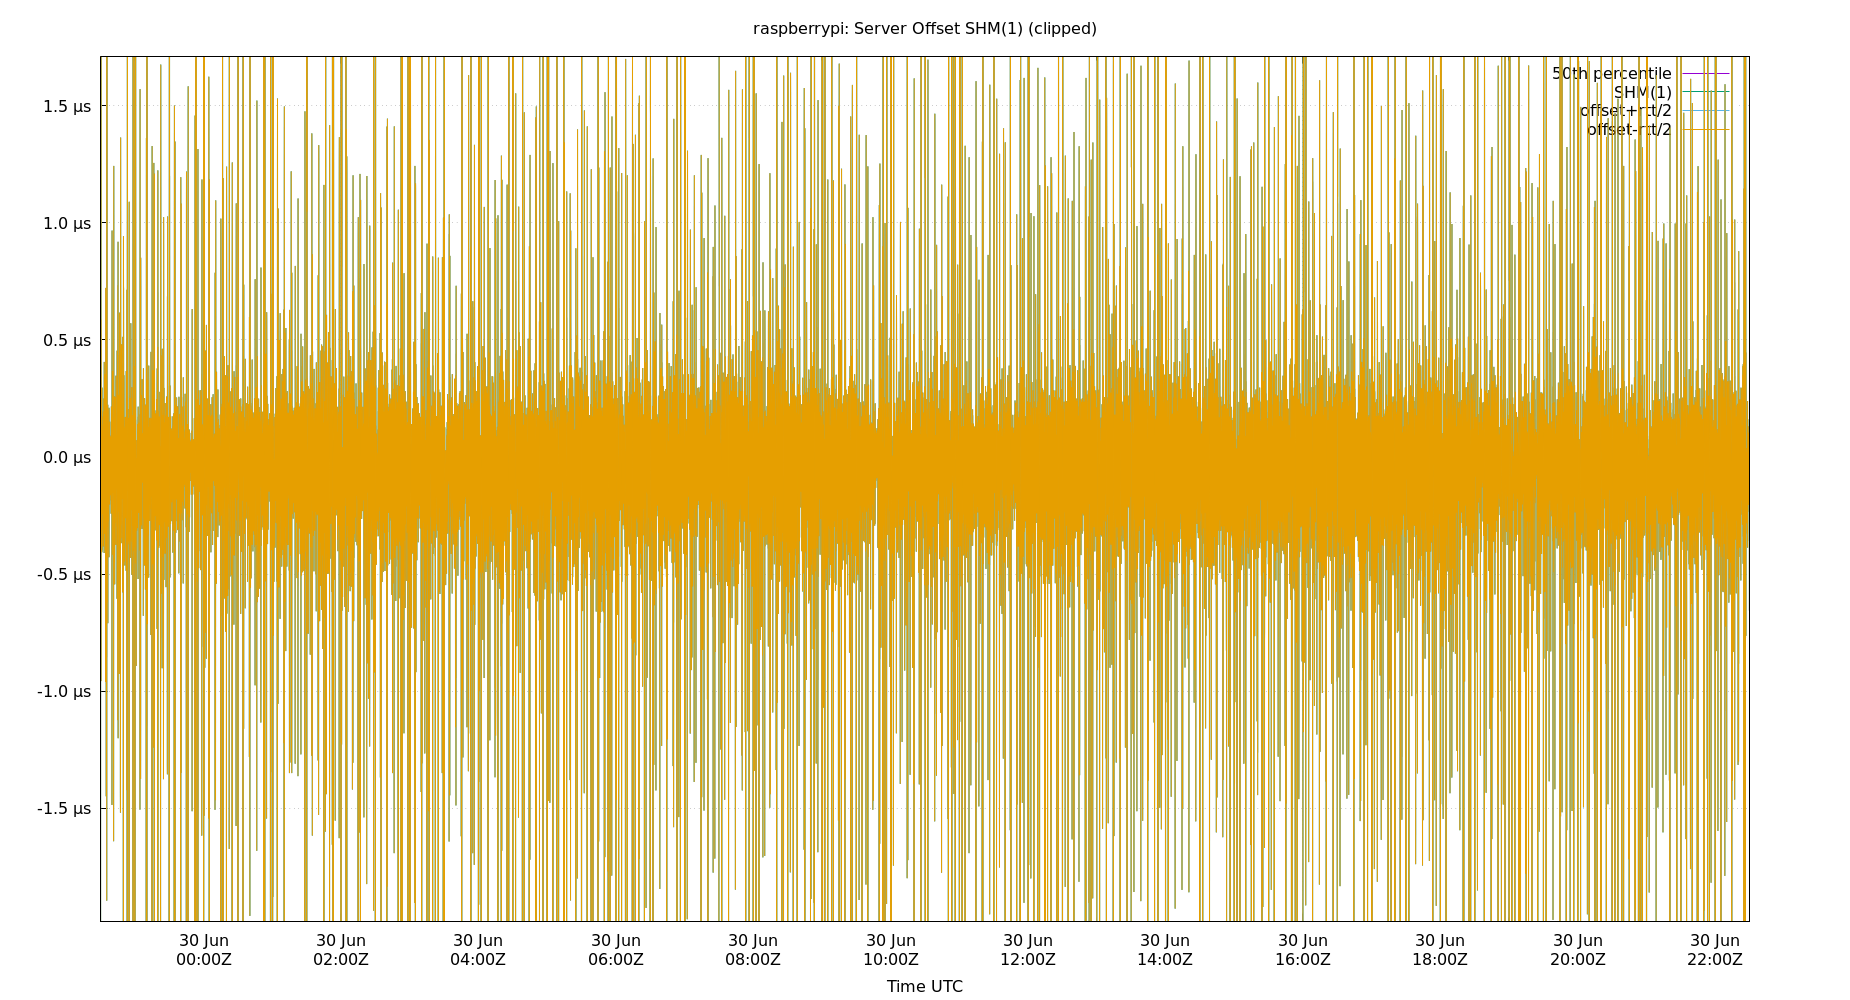 raspberrypi: Server Offset SHM(1) (clipped)
50th percentile
SHM(1)
offset+rtt/2
offset-rtt/2
1.5 µs
1.0 µs
0.5 µs
0.0 µs
-0.5 µs
-1.0 µs
-1.5 µs
30 Jun 30 Jun 30 Jun 30 Jun 30 Jun 30 Jun 30 Jun 30 Jun 30 Jun 30 Jun 30 Jun 30 Jun
00:00Z 02:00Z 04:00Z 06:00Z 08:00Z 10:00Z 12:00Z 14:00Z 16:00Z 18:00Z 20:00Z 22:00Z
Time UTC